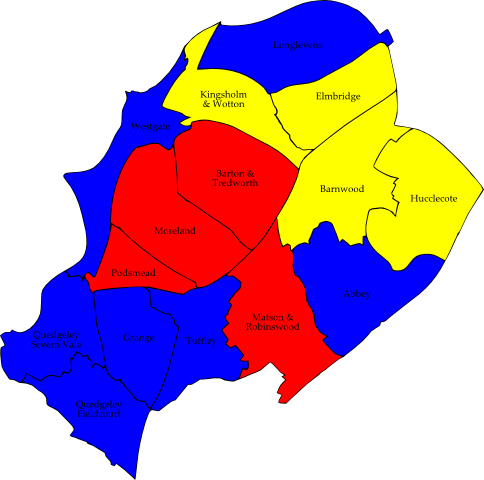 Longlevens
Kingsholm
& Wotton
Elmbridge
Westgate
Barton &
Tredworth
Barnwood
Hucclecote
Moreland
Podsmead
Abbey
Matson &
Robinswood
Quedgeley
Severn Vale
Grange
Tuffley
Quedgeley
Fieldcourt